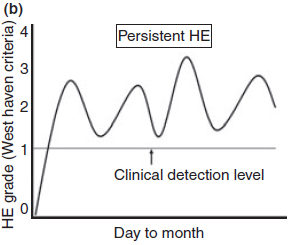 (b)
HE grade (West haven criteria)
4
3
2
1
0
Persistent HE
Clinical detection level
Day to month